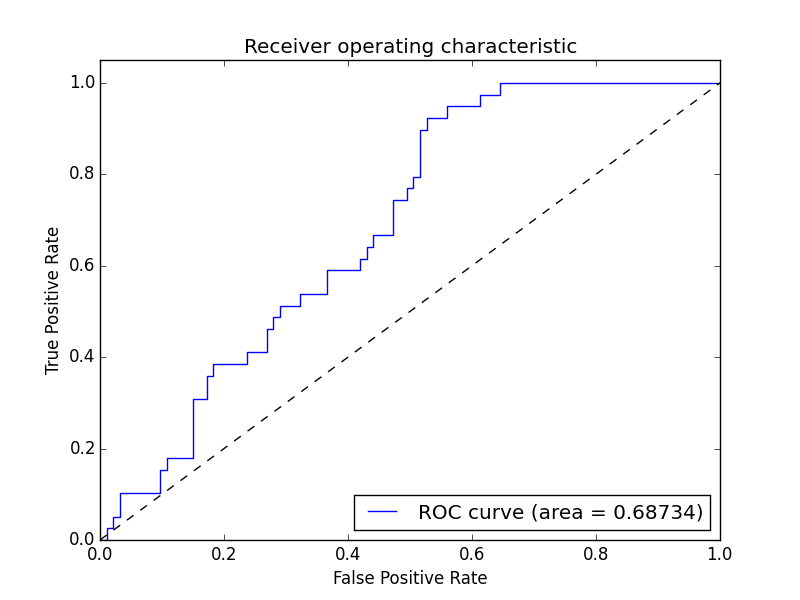 Receiver operating characteristic
1.0
0.8
0.6
0.4
0.2
0.0
True Positive Rate
ROC curve (area = 0.68734)
0.0 0.2 0.4 0.6 0.8 1.0
False Positive Rate